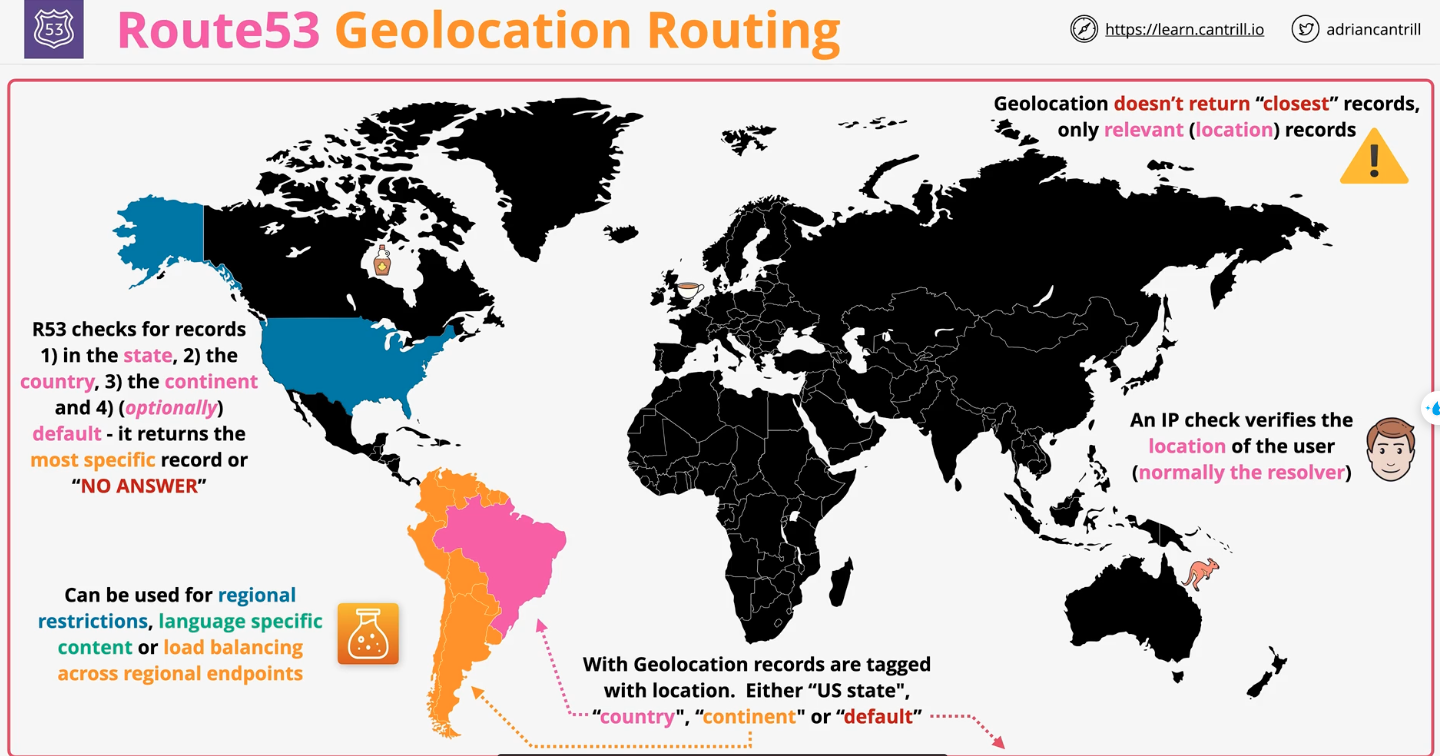 53
Route53 Geolocation Routing
https://learn.cantrill.io
adriancantrill
Geolocation doesn't return “closest” records,
only relevant (location) records
R53 checks for records
1) in the state, 2) the
country, 3) the continent
and 4) (optionally)
default - it returns the
most specific record or
“NO ANSWER”
An IP check verifies the
location of the user
(normally the resolver)
Can be used for regional
restrictions, language specific
content or load balancing
across regional endpoints
With Geolocation records are tagged
with location.  Either “US state",
“country", “continent" or “default”